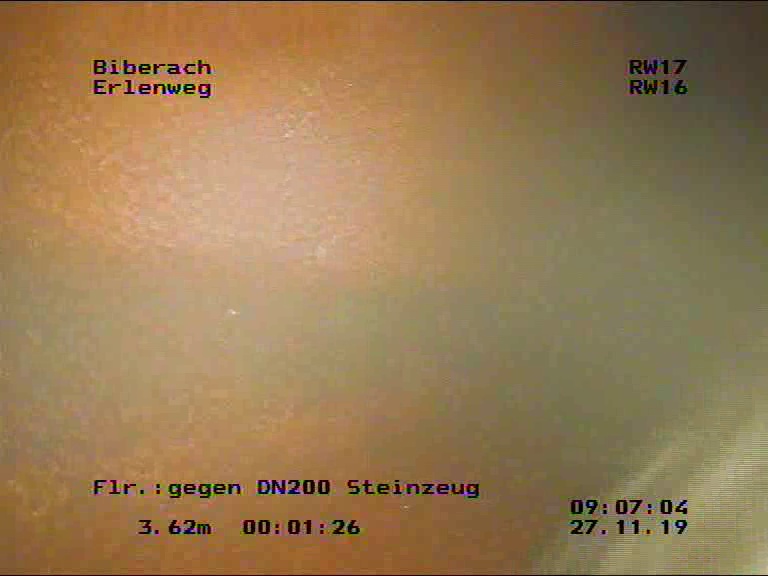 Biberach
Erlenweg
RW17
RW16
Flr.:gegen DN200 Steinzeug
3.62m 00:01:26
09:07:04
27.11.19